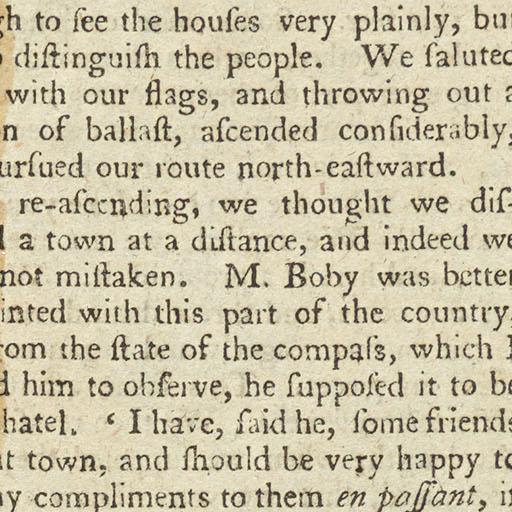 gh to ſee the houſes very plainly, but
diſtinguiſh the people. We ſaluted
with our flags, and throwing out a
on of ballaſt, aſcended conſiderably,
urſued our route north-eaſtward.
re-aſcending, we thought we diſ-
d a town at a diſtance, and indeed we
not miſtaken. M. Boby was better
inted with this part of the country,
rom the ſtate of the compaſs, which I
d him to obſerve, he ſuppoſed it to be
hatel. ‘ I have, ſaid he, ſome friends
at town, and ſhould be very happy to
y compliments to them en paſſant, i